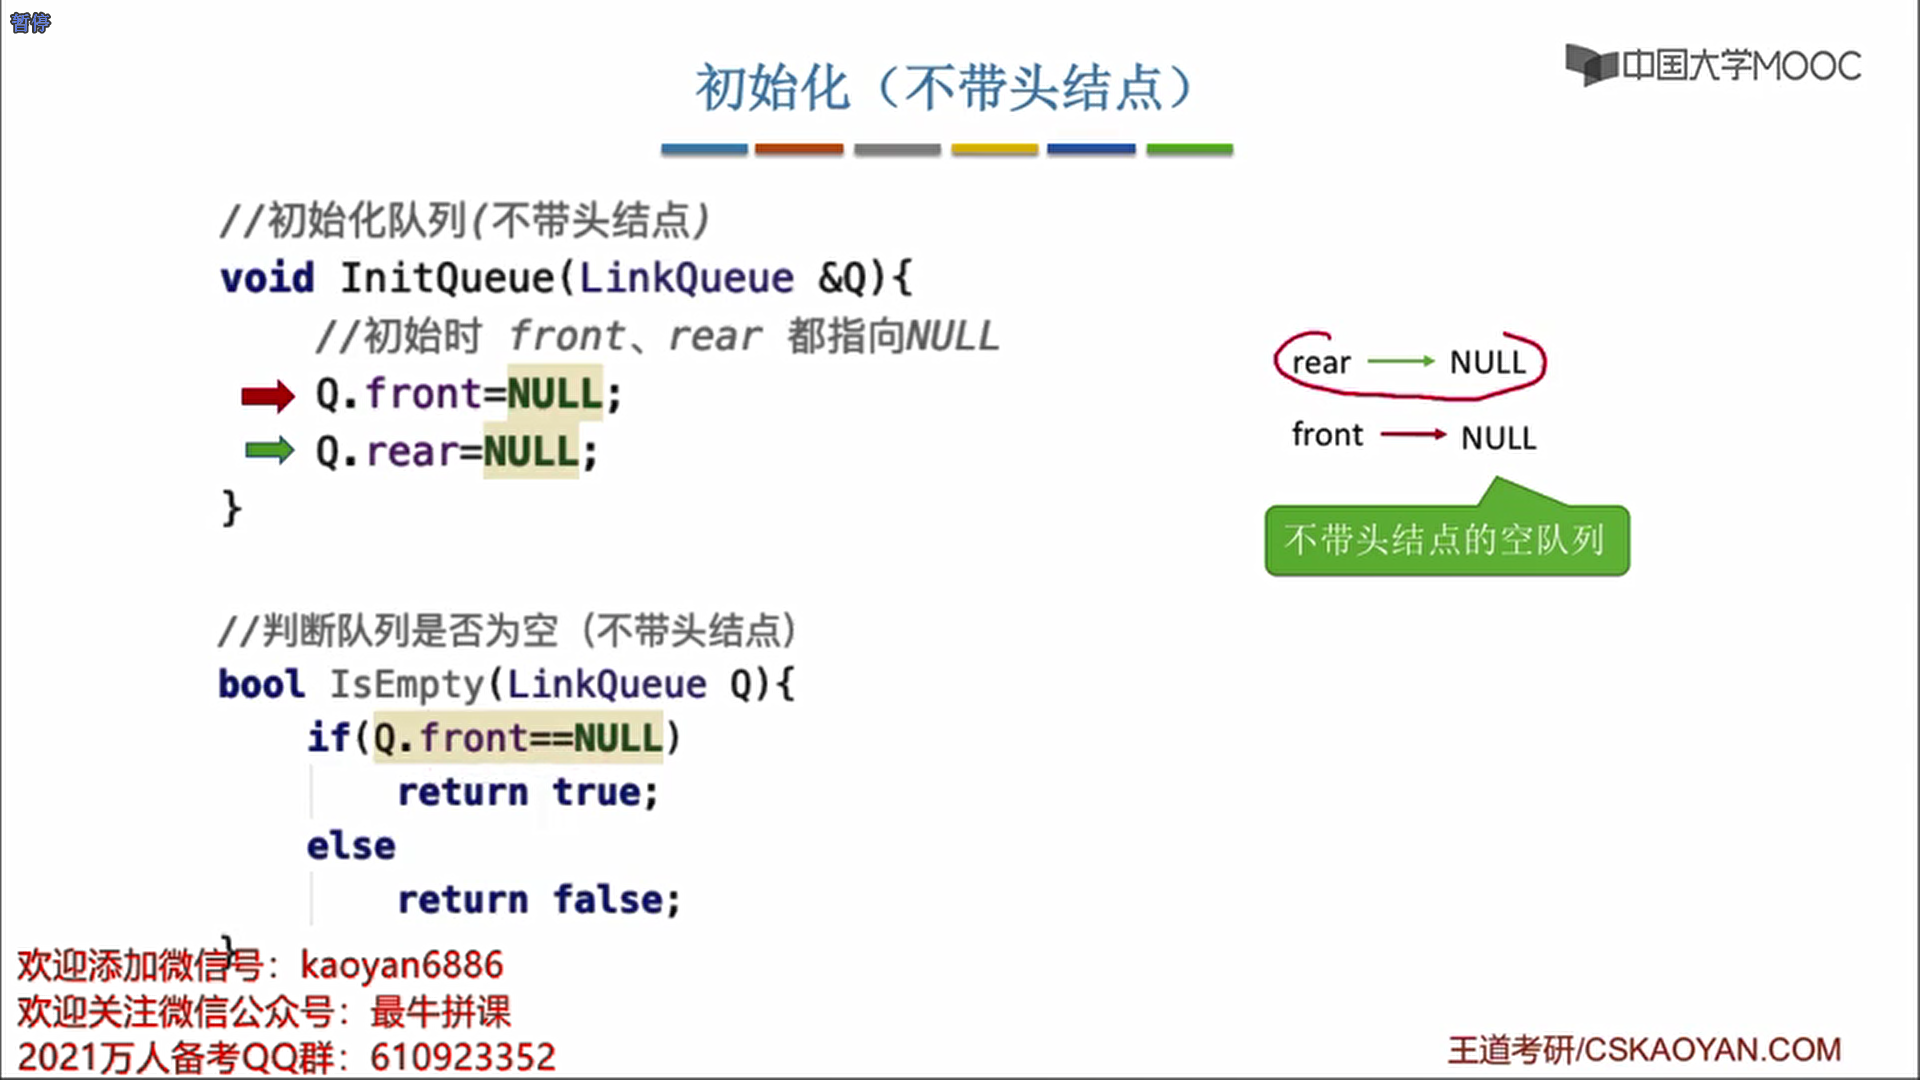 暂停
中国大学MOOC
初始化（不带头结点）
//初始化队列(不带头结点)
void InitQueue(LinkQueue &Q){
//初始时 front、rear 都指向NULL
Q.front=NULL;
Q.rear=NULL;
}
rear NULL
front NULL
不带头结点的空队列
//判断队列是否为空（不带头结点）
bool IsEmpty(LinkQueue Q){
if(Q.front==NULL)
return true;
else
return false;
}
欢迎添加微信号：kaoyan6886
欢迎关注微信公众号：最牛拼课
2021万人备考QQ群：610923352
王道考研/CSKAOYAN.COM